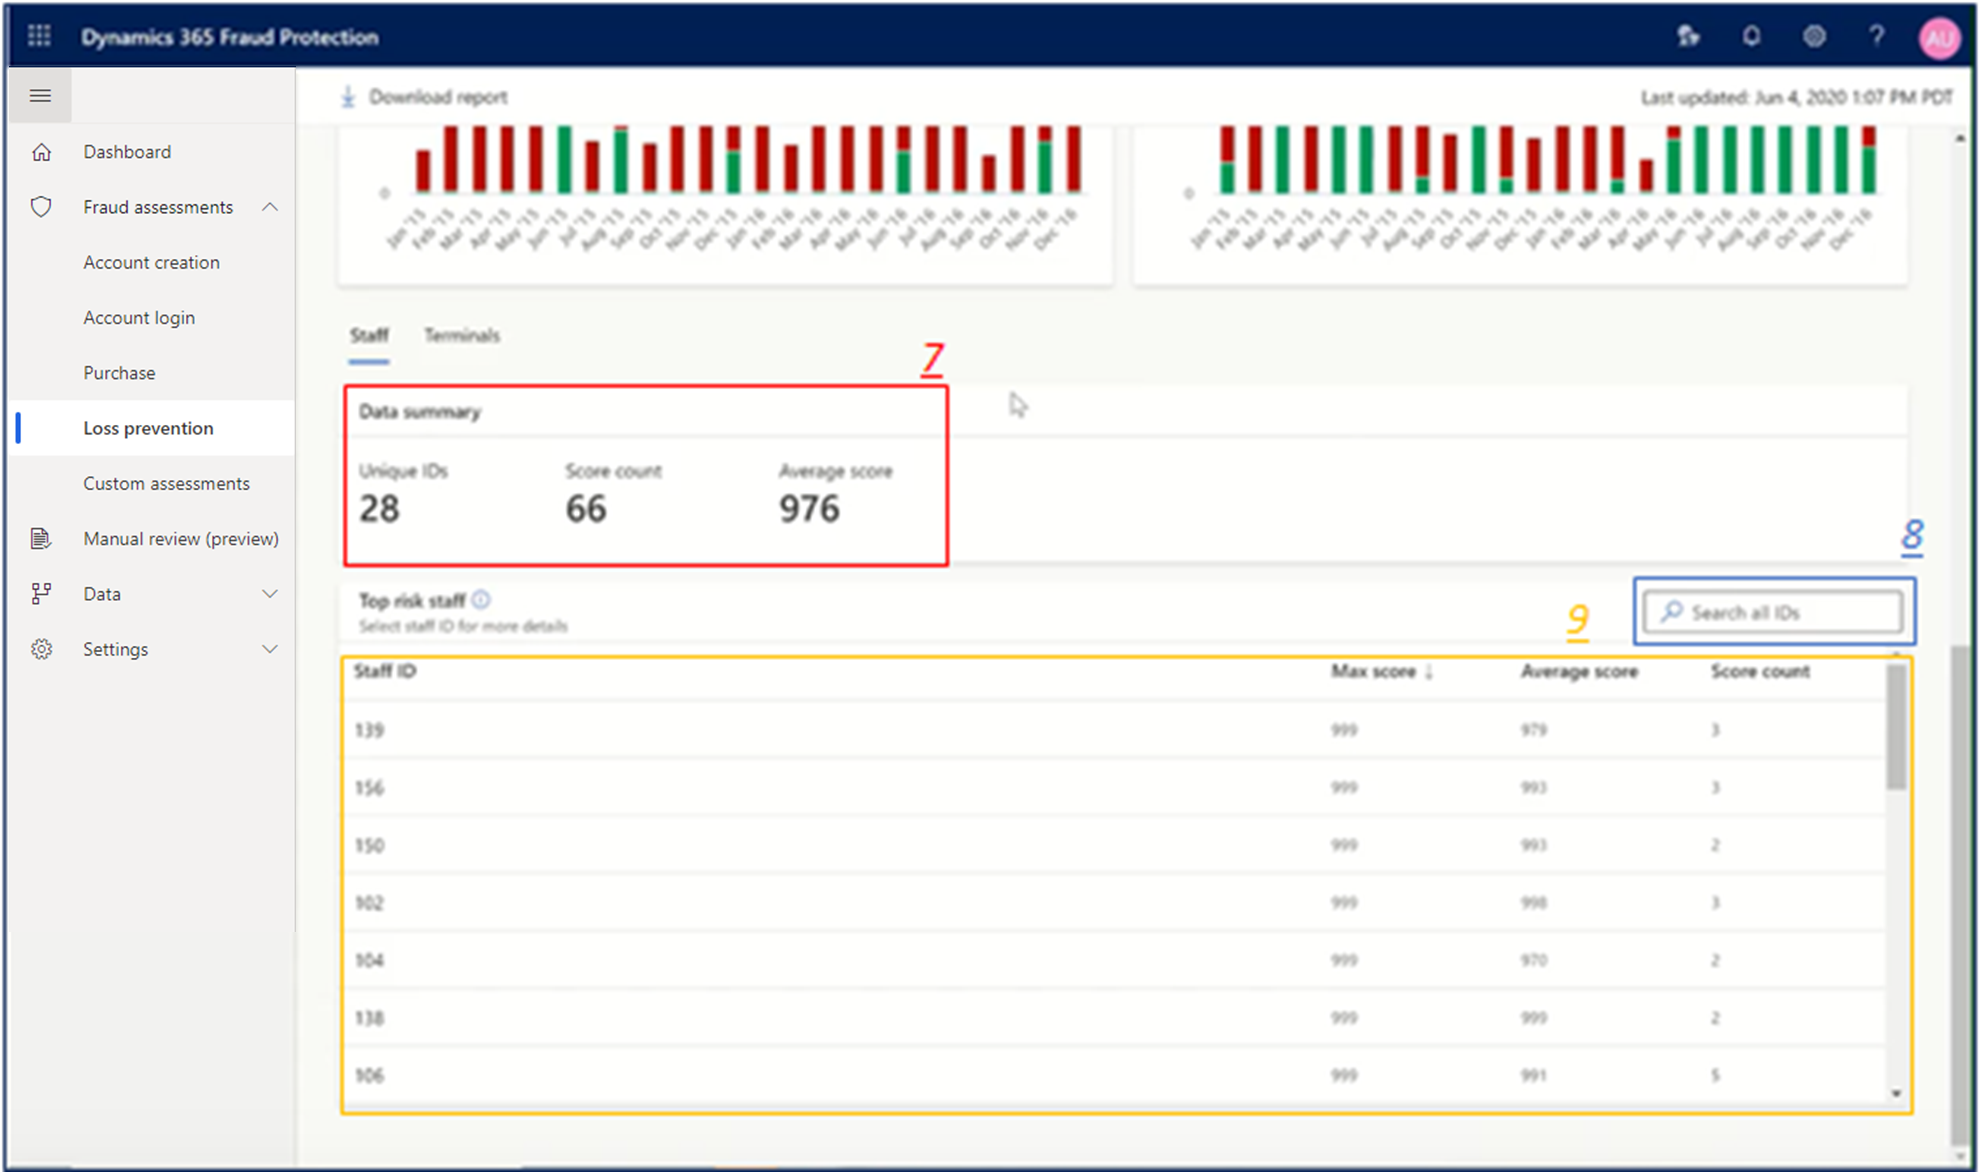 Dynamics 365 Fraud Protection
AU
Download report
Last updated: Jun 4, 2020 1:07 PM PDT
Dashboard
Fraud assessments
Account creation
Account login
Purchase
Loss prevention
Custom assessments
Manual review (preview)
Data
Settings
0
Jan '15 Feb '15 Mar '15 Apr '15 May '15 Jun '15 Jul '15 Aug '15 Sep '15 Oct '15 Nov '15 Dec '15 Jan '16 Feb '16 Mar '16 Apr '16 May '16 Jun '16 Jul '16 Aug '16 Sep '16 Oct '16 Nov '16 Dec '16
0
Jan '15 Feb '15 Mar '15 Apr '15 May '15 Jun '15 Jul '15 Aug '15 Sep '15 Oct '15 Nov '15 Dec '15 Jan '16 Feb '16 Mar '16 Apr '16 May '16 Jun '16 Jul '16 Aug '16 Sep '16 Oct '16 Nov '16 Dec '16
Staff Terminals
7
Data summary
Unique IDs Score count Average score
28 66 976
8
Top risk staff
Select staff ID for more details
9
Search all IDs
Staff ID Max score ↓ Average score Score count
139 999 979 3
156 999 993 3
150 999 993 2
102 999 998 3
104 999 970 2
138 999 999 2
106 999 991 5